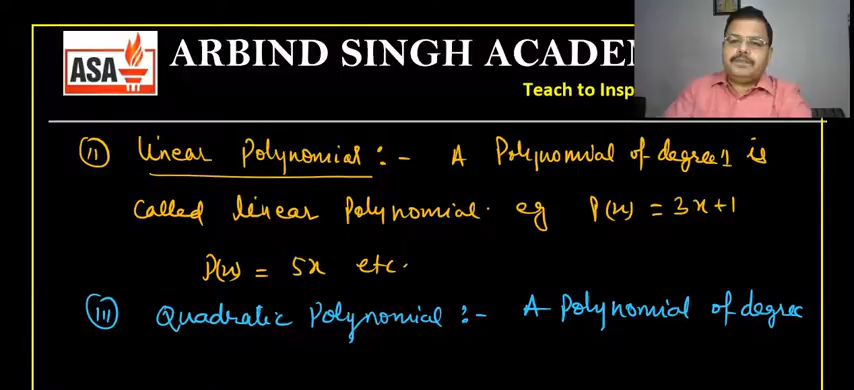 ASA
ARBIND SINGH ACADEM
Teach to Insp
(ii) Linear Polynomial :- A Polynomial of degree 1 is
called linear Polynomial. eg P(x) = 3x+1
P(x) = 5x etc.
(iii) Quadratic Polynomial :- A Polynomial of degree